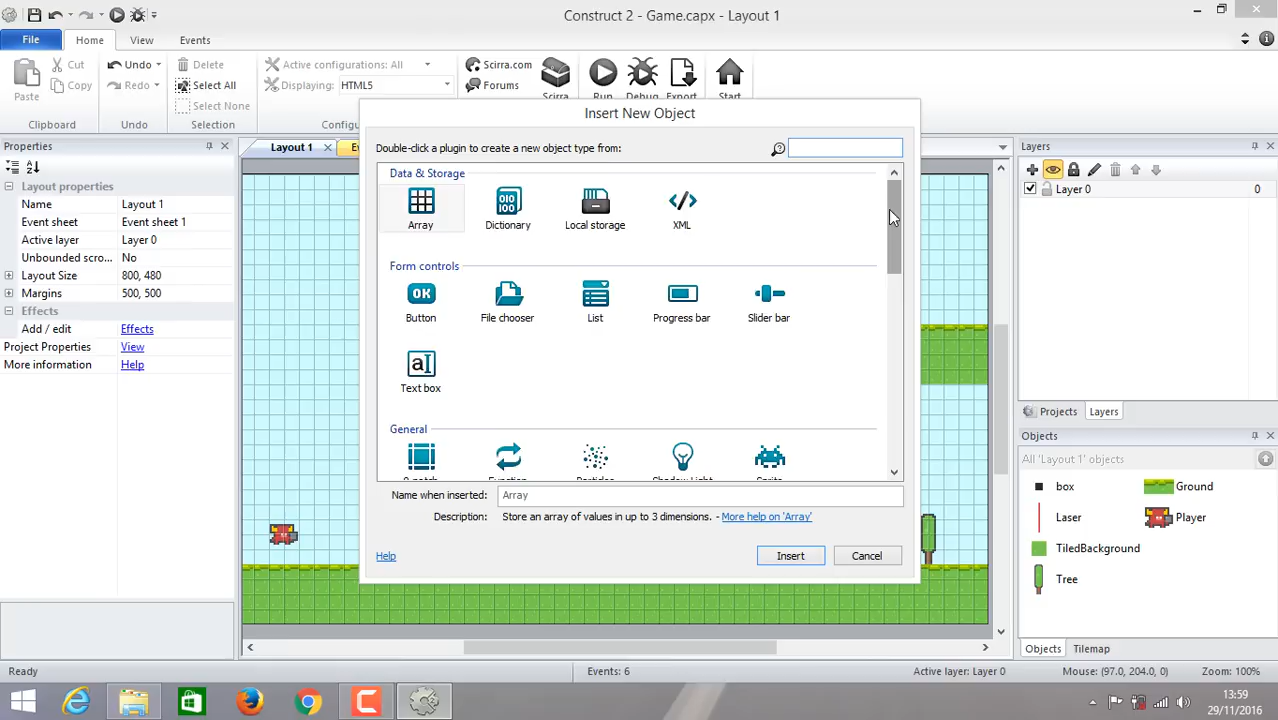 Construct 2 - Game.capx - Layout 1
File Home View Events
Paste
Cut
Copy
Clipboard
Undo
Redo
Undo
Delete
Select All
Select None
Selection
Active configurations: All
Displaying: HTML5
Scirra.com
Forums
Scirra
Run
Debug
Export
Start
Properties
Layout properties
Name Layout 1
Event sheet Event sheet 1
Active layer Layer 0
Unbounded scro... No
Layout Size 800, 480
Margins 500, 500
Effects
Add / edit Effects
Project Properties View
More information Help
Layout 1
Insert New Object
Double-click a plugin to create a new object type from:
Data & Storage
Array Dictionary Local storage XML
Form controls
Button File chooser List Progress bar Slider bar
Text box
General
Name when inserted: Array
Description: Store an array of values in up to 3 dimensions. - More help on 'Array'
Help Insert Cancel
Layers
Layer 0 0
Projects Layers
Objects
All 'Layout 1' objects
box Ground
Laser Player
TiledBackground
Tree
Objects Tilemap
Ready Events: 6 Active layer: Layer 0 Mouse: (97.0, 204.0, 0) Zoom: 100%
13:59
29/11/2016